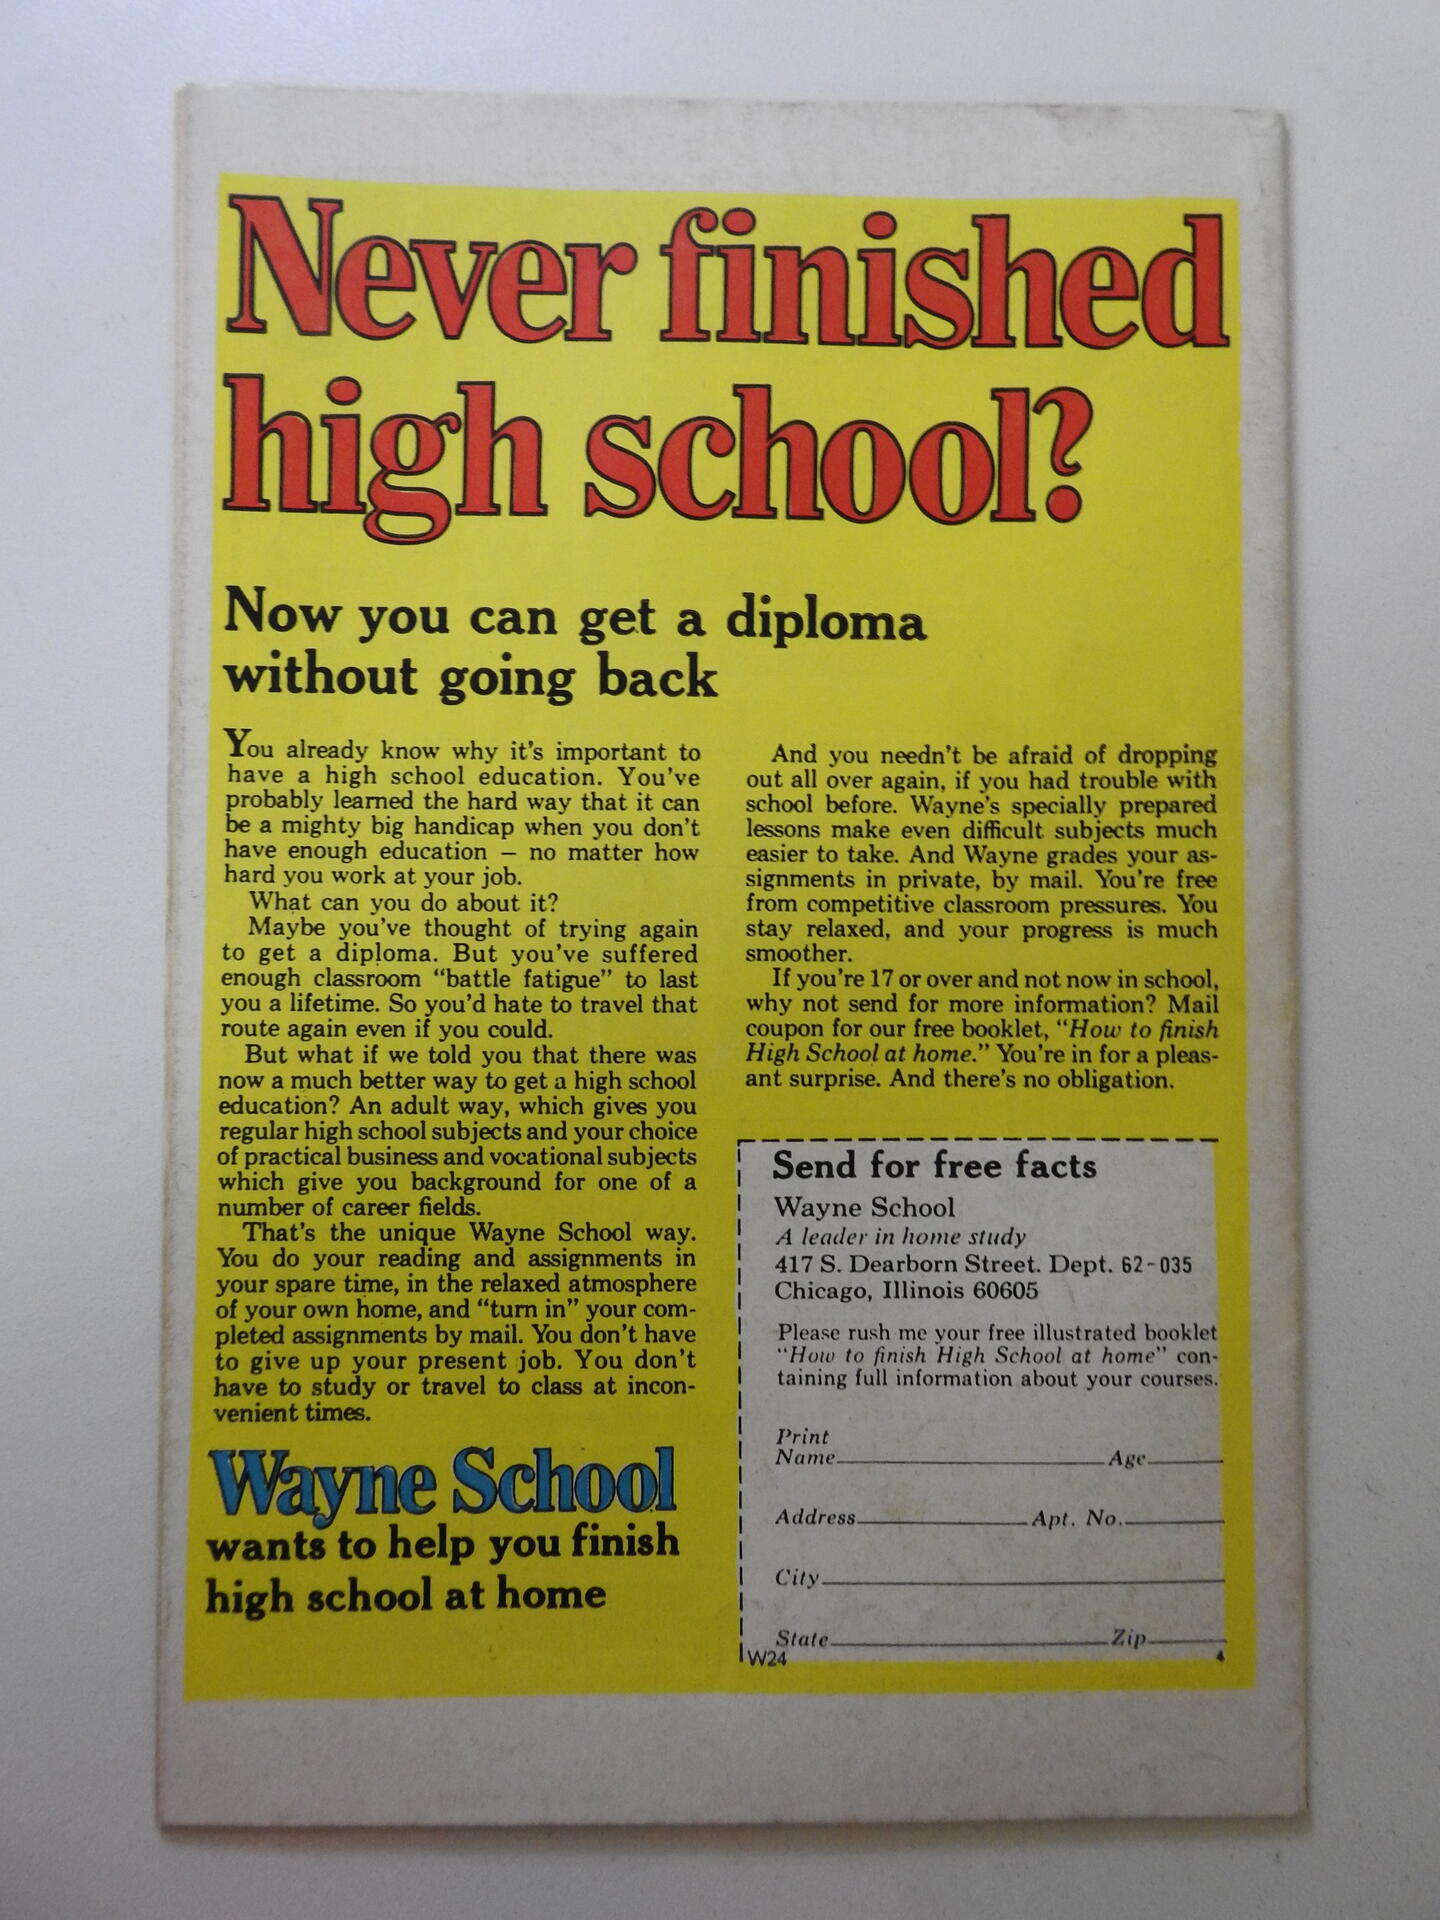 Never finished
high school?
Now you can get a diploma
without going back
You already know why it's important to
have a high school education. You've
probably learned the hard way that it can
be a mighty big handicap when you don't
have enough education – no matter how
hard you work at your job.
What can you do about it?
Maybe you've thought of trying again
to get a diploma. But you've suffered
enough classroom "battle fatigue" to last
you a lifetime. So you'd hate to travel that
route again even if you could.
But what if we told you that there was
now a much better way to get a high school
education? An adult way, which gives you
regular high school subjects and your choice
of practical business and vocational subjects
which give you background for one of a
number of career fields.
That's the unique Wayne School way.
You do your reading and assignments in
your spare time, in the relaxed atmosphere
of your own home, and "turn in" your com-
pleted assignments by mail. You don't have
to give up your present job. You don't
have to study or travel to class at incon-
venient times.
Wayne School
wants to help you finish
high school at home
And you needn't be afraid of dropping
out all over again, if you had trouble with
school before. Wayne's specially prepared
lessons make even difficult subjects much
easier to take. And Wayne grades your as-
signments in private, by mail. You're free
from competitive classroom pressures. You
stay relaxed, and your progress is much
smoother.
If you're 17 or over and not now in school,
why not send for more information? Mail
coupon for our free booklet, "How to finish
High School at home." You're in for a pleas-
ant surprise. And there's no obligation.
Send for free facts
Wayne School
A leader in home study
417 S. Dearborn Street. Dept. 62-035
Chicago, Illinois 60605
Please rush me your free illustrated booklet
"How to finish High School at home" con-
taining full information about your courses.
Print
Name Age
Address Apt. No.
City
State Zip
W24 4